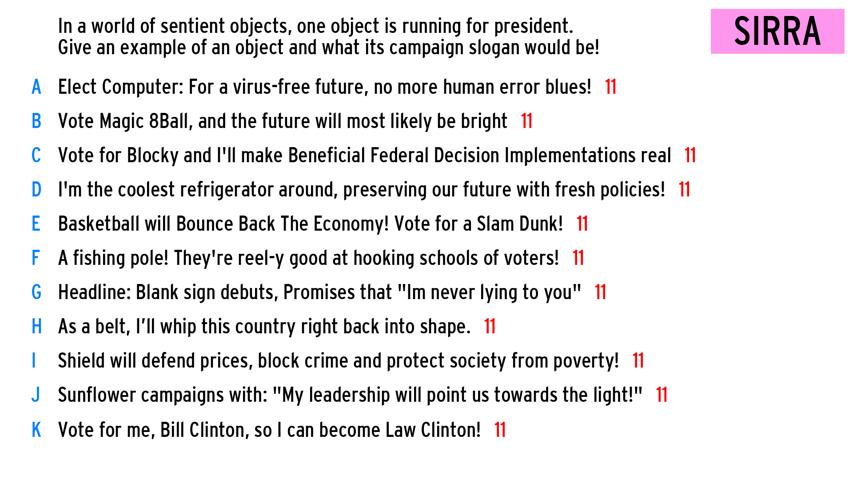 In a world of sentient objects, one object is running for president.
Give an example of an object and what its campaign slogan would be!
SIRRA
A Elect Computer: For a virus-free future, no more human error blues! 11
B Vote Magic 8Ball, and the future will most likely be bright 11
C Vote for Blocky and I'll make Beneficial Federal Decision Implementations real 11
D I'm the coolest refrigerator around, preserving our future with fresh policies! 11
E Basketball will Bounce Back The Economy! Vote for a Slam Dunk! 11
F A fishing pole! They're reel-y good at hooking schools of voters! 11
G Headline: Blank sign debuts, Promises that "Im never lying to you" 11
H As a belt, I’ll whip this country right back into shape. 11
I Shield will defend prices, block crime and protect society from poverty! 11
J Sunflower campaigns with: "My leadership will point us towards the light!" 11
K Vote for me, Bill Clinton, so I can become Law Clinton! 11